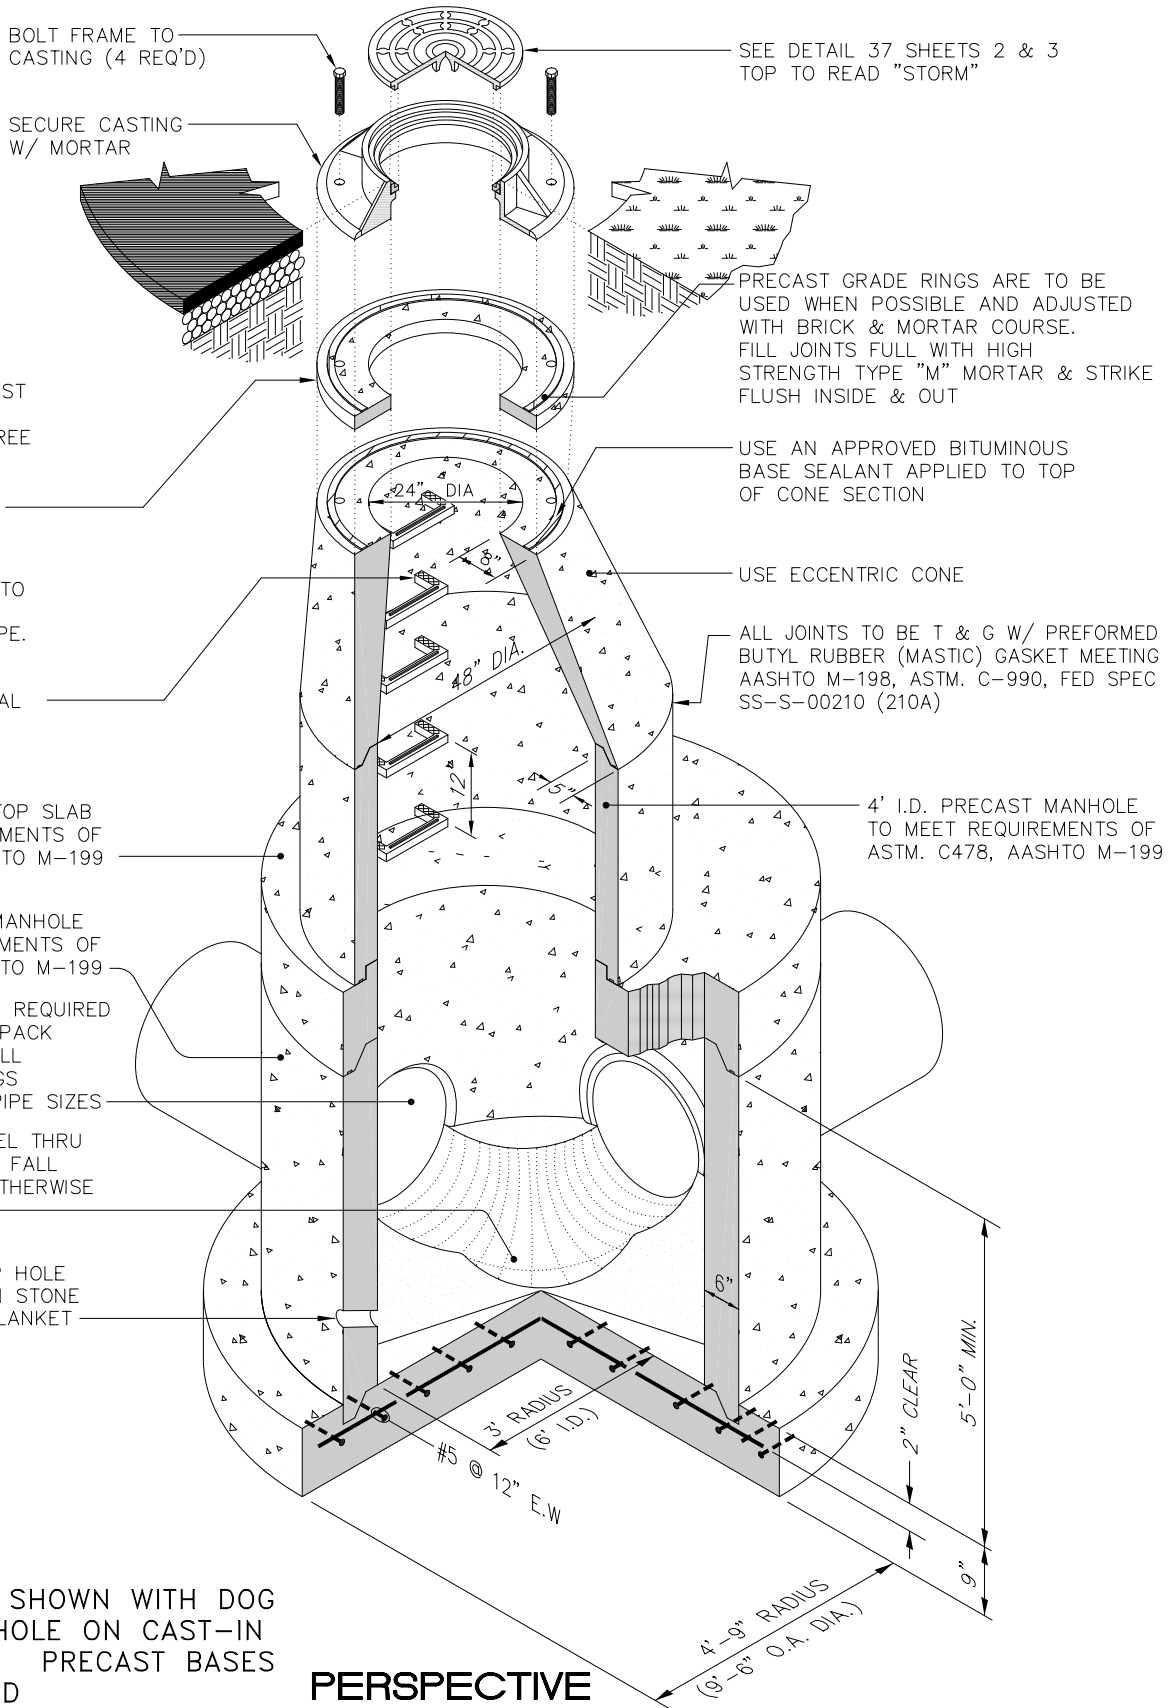 BOLT FRAME TO
CASTING (4 REQ'D)
SEE DETAIL 37 SHEETS 2 & 3
TOP TO READ "STORM"
SECURE CASTING
W/ MORTAR
PRECAST GRADE RINGS ARE TO BE
USED WHEN POSSIBLE AND ADJUSTED
WITH BRICK & MORTAR COURSE.
FILL JOINTS FULL WITH HIGH
STRENGTH TYPE "M" MORTAR & STRIKE
FLUSH INSIDE & OUT
ST
REE
USE AN APPROVED BITUMINOUS
BASE SEALANT APPLIED TO TOP
OF CONE SECTION
24" DIA
8"
USE ECCENTRIC CONE
TO
PE.
AL
48" DIA.
ALL JOINTS TO BE T & G W/ PREFORMED
BUTYL RUBBER (MASTIC) GASKET MEETING
AASHTO M-198, ASTM. C-990, FED SPEC
SS-S-00210 (210A)
12
5"
4' I.D. PRECAST MANHOLE
TO MEET REQUIREMENTS OF
ASTM. C478, AASHTO M-199
TOP SLAB
EMENTS OF
TO M-199
MANHOLE
EMENTS OF
TO M-199
REQUIRED
PACK
LL
GS
PIPE SIZES
EL THRU
FALL
THERWISE
HOLE
N STONE
LANKET
6"
3' RADIUS
(6' I.D.)
#5 @ 12" E.W
2" CLEAR
5'-0" MIN.
9"
4'-9" RADIUS
(9'-6" O.A. DIA.)
SHOWN WITH DOG
HOLE ON CAST-IN
PRECAST BASES
D
PERSPECTIVE